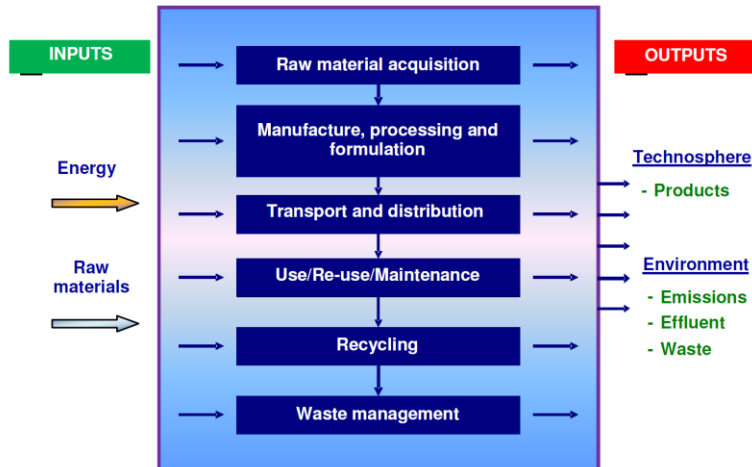 INPUTS
OUTPUTS
Raw material acquisition
Manufacture, processing and
formulation
Energy
Technosphere
- Products
Transport and distribution
Raw
materials
Use/Re-use/Maintenance
Environment
- Emissions
- Effluent
- Waste
Recycling
Waste management